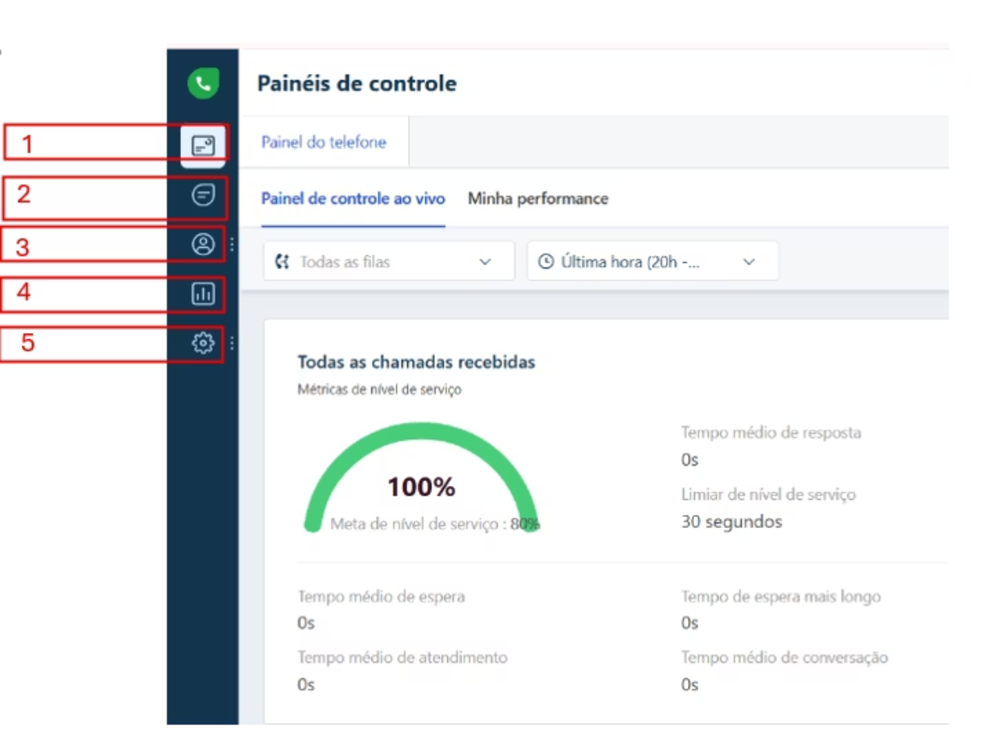 Painéis de controle
1
Painel do telefone
2
Painel de controle ao vivo Minha performance
3
Todas as filas Última hora (20h -...
4
5
Todas as chamadas recebidas
Métricas de nível de serviço
100%
Meta de nível de serviço : 80%
Tempo médio de resposta
0s
Limiar de nível de serviço
30 segundos
Tempo médio de espera
0s
Tempo de espera mais longo
0s
Tempo médio de atendimento
0s
Tempo médio de conversação
0s